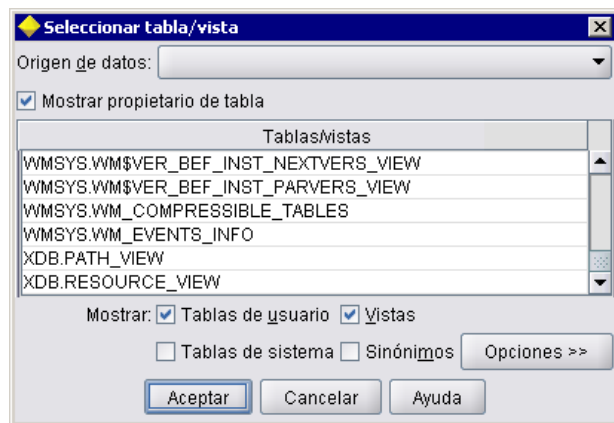 Seleccionar tabla/vista
Origen de datos:
Mostrar propietario de tabla
Tablas/vistas
WMSYS.WM$VER_BEF_INST_NEXTVERS_VIEW
WMSYS.WM$VER_BEF_INST_PARVERS_VIEW
WMSYS.WM_COMPRESSIBLE_TABLES
WMSYS.WM_EVENTS_INFO
XDB.PATH_VIEW
XDB.RESOURCE_VIEW
Mostrar: Tablas de usuario Vistas
Tablas de sistema Sinónimos Opciones >>
Aceptar Cancelar Ayuda